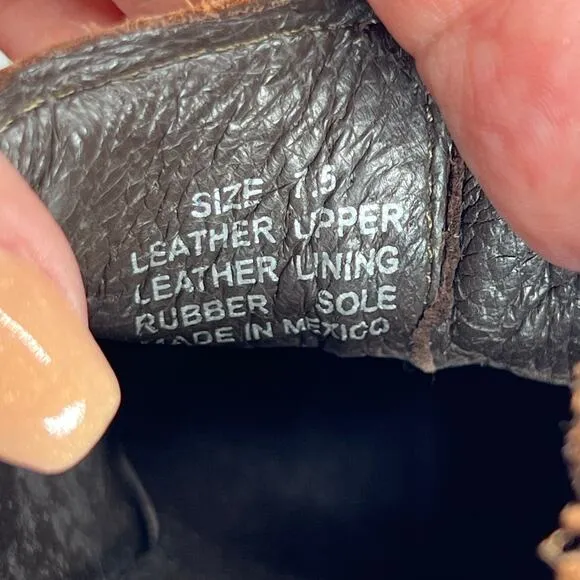 SIZE 7.5
LEATHER UPPER
LEATHER LINING
RUBBER SOLE
MADE IN MEXICO